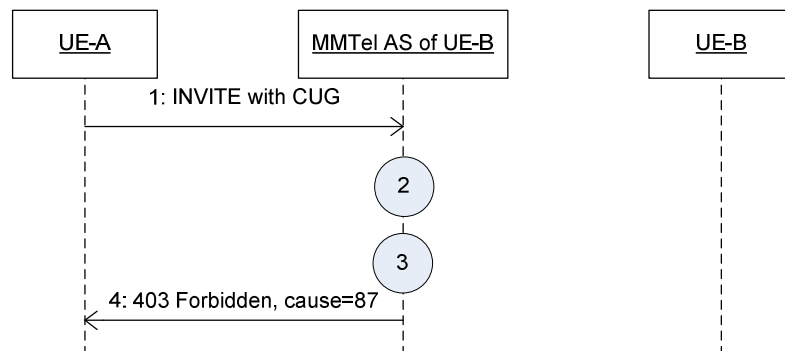 UE-A
MMTel AS of UE-B
UE-B
1: INVITE with CUG
2
3
4: 403 Forbidden, cause=87